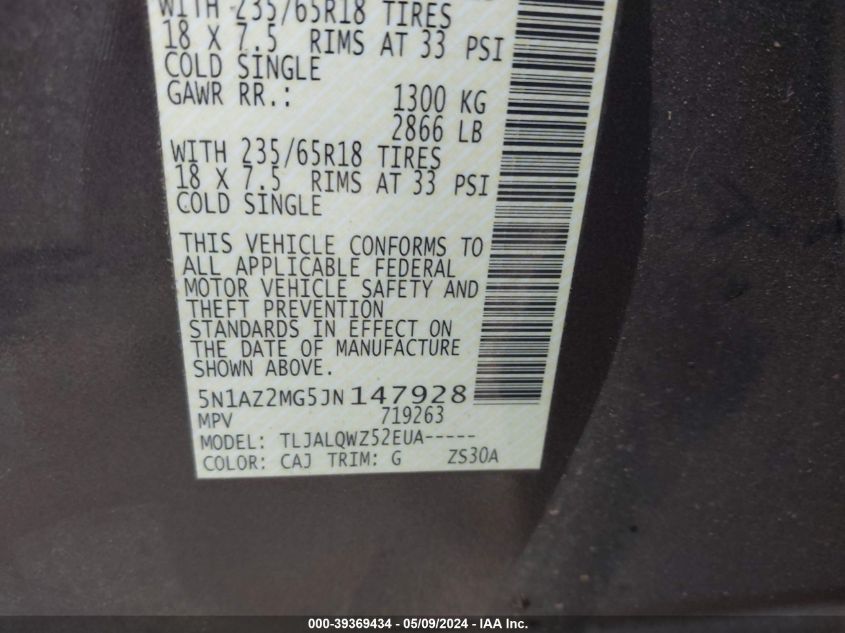 WITH 235/65R18 TIRES
18 X 7.5 RIMS AT 33 PSI
COLD SINGLE
GAWR RR.: 1300 KG
2866 LB
WITH 235/65R18 TIRES
18 X 7.5 RIMS AT 33 PSI
COLD SINGLE
THIS VEHICLE CONFORMS TO
ALL APPLICABLE FEDERAL
MOTOR VEHICLE SAFETY AND
THEFT PREVENTION
STANDARDS IN EFFECT ON
THE DATE OF MANUFACTURE
SHOWN ABOVE.
5N1AZ2MG5JN147928
MPV 719263
MODEL: TLJALQWZ52EUA-----
COLOR: CAJ TRIM: G ZS30A
000-39369434 - 05/09/2024 - IAA Inc.